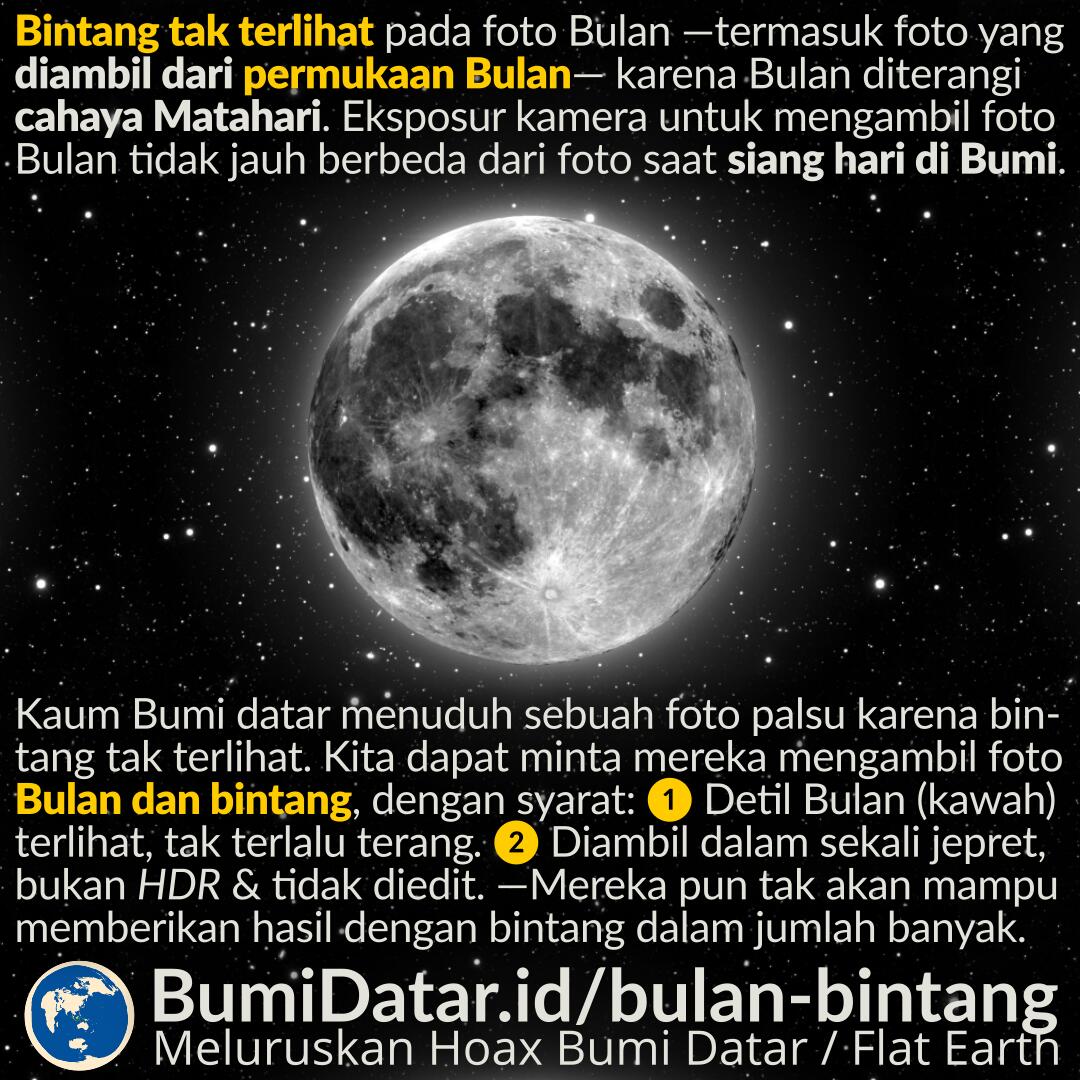 Bintang tak terlihat pada foto Bulan —termasuk foto yang
diambil dari permukaan Bulan— karena Bulan diterangi
cahaya Matahari. Eksposur kamera untuk mengambil foto
Bulan tidak jauh berbeda dari foto saat siang hari di Bumi.
Kaum Bumi datar menuduh sebuah foto palsu karena bin-
tang tak terlihat. Kita dapat minta mereka mengambil foto
Bulan dan bintang, dengan syarat: 1 Detil Bulan (kawah)
terlihat, tak terlalu terang. 2 Diambil dalam sekali jepret,
bukan HDR & tidak diedit. —Mereka pun tak akan mampu
memberikan hasil dengan bintang dalam jumlah banyak.
BumiDatar.id/bulan-bintang
Meluruskan Hoax Bumi Datar / Flat Earth